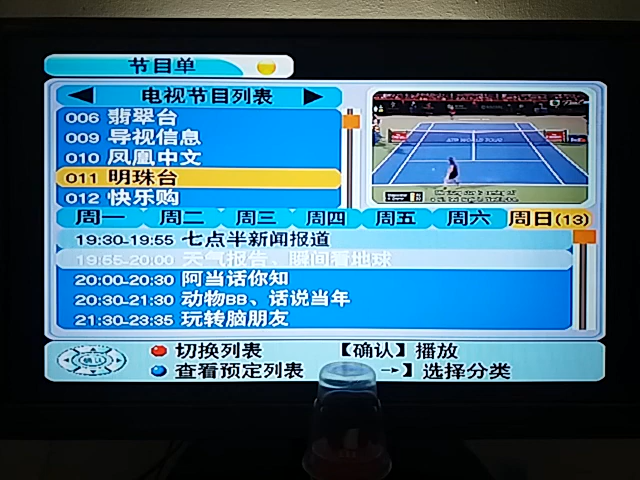 节目单
电视节目列表
006 翡翠台
009 导视信息
010 凤凰中文
011 明珠台
012 快乐购
ATP WORLD TOUR
周一 周二 周三 周四 周五 周六 周日(13)
19:30-19:55 七点半新闻报道
19:55-20:00 天气报告、瞬间看地球
20:00-20:30 阿当话你知
20:30-21:30 动物BB、话说当年
21:30-23:35 玩转脑朋友
确认
切换列表 【确认】播放
查看预定列表 →】选择分类